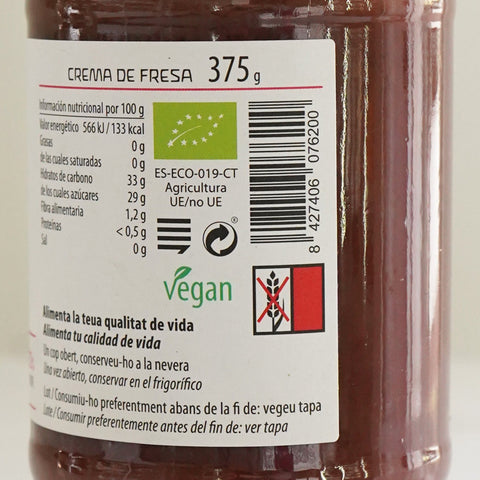 CREMA DE FRESA 375 g
Información nutricional por 100 g
Valor energético 566 kJ / 133 kcal
Grasas 0 g
de las cuales saturadas 0 g
Hidratos de carbono 33 g
de los cuales azúcares 29 g
Fibra alimentaria 1,2 g
Proteínas < 0,5 g
Sal 0 g
ES-ECO-019-CT
Agricultura
UE/no UE
8 427406 076200
Vegan
Alimenta la teua qualitat de vida
Alimenta tu calidad de vida
Un cop obert, conserveu-ho a la nevera
Una vez abierto, conservar en el frigorífico
Lot / Consumiu-ho preferentment abans de la fi de: vegeu tapa
Lote / Consumir preferentemente antes del fin de: ver tapa